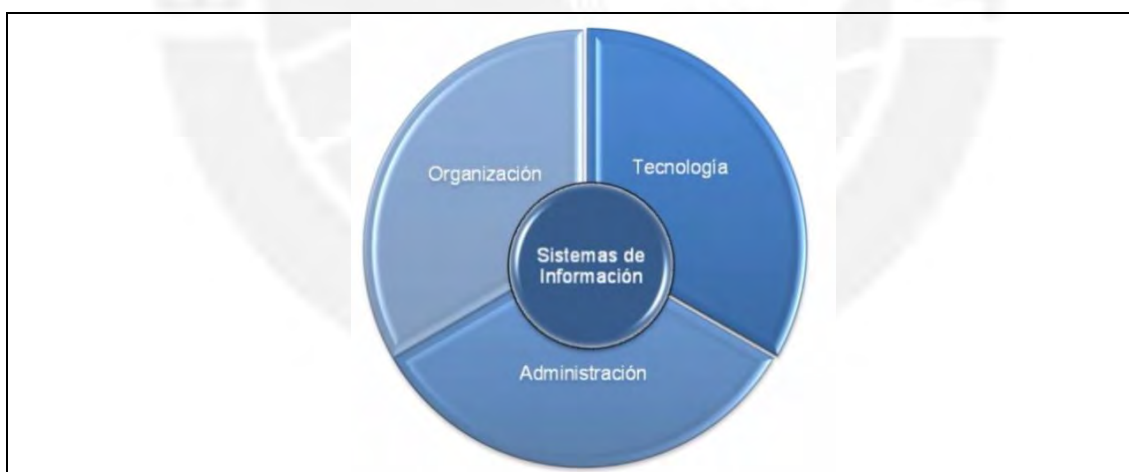 Organización
Tecnología
Sistemas de
Información
Administración